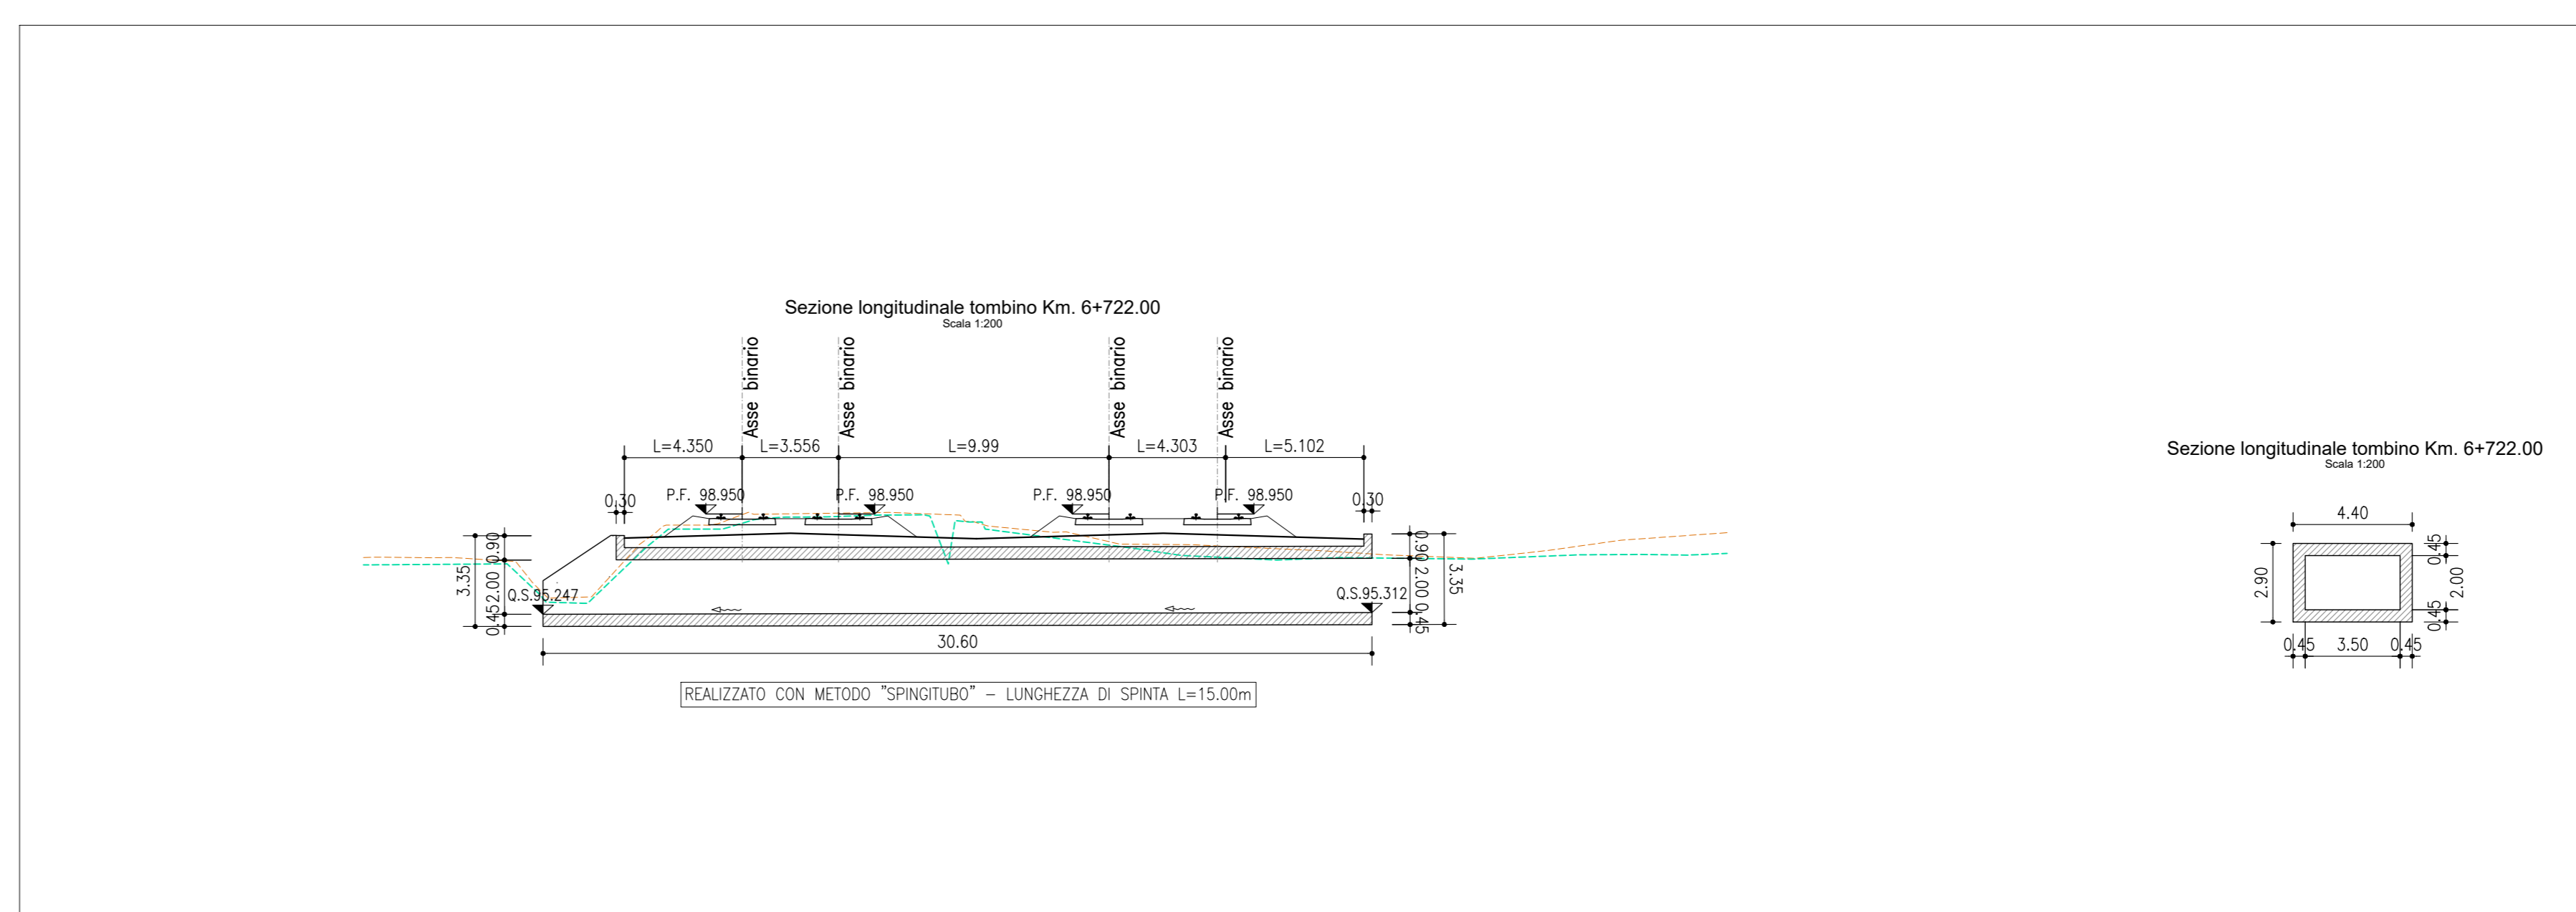 Sezione longitudinale tombino Km. 6+722.00
Scala 1:200
Asse binario
Asse binario
Asse binario
Asse binario
L=4.350
L=3.556
L=9.99
L=4.303
L=5.102
0.30
P.F. 98.950
P.F. 98.950
P.F. 98.950
P.F. 98.950
0.30
3.35
0.90
2.00
0.45
Q.S.95.247
Q.S.95.312
0.90
2.00
0.45
3.35
30.60
REALIZZATO CON METODO "SPINGITUBO" – LUNGHEZZA DI SPINTA L=15.00m
Sezione longitudinale tombino Km. 6+722.00
Scala 1:200
4.40
2.90
0.45
2.00
0.45
0.45
3.50
0.45